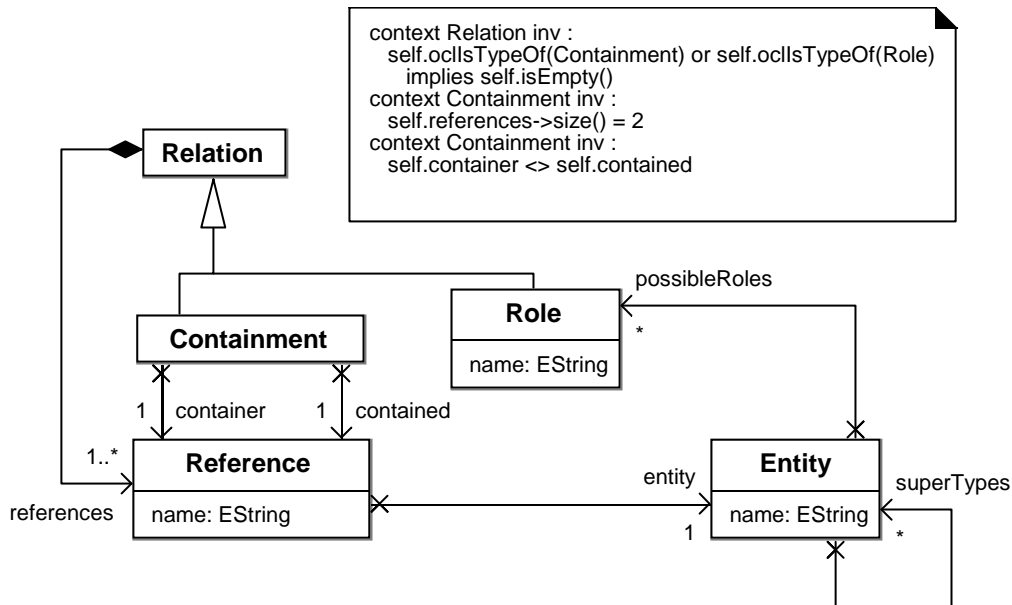 context Relation inv :
self.oclIsTypeOf(Containment) or self.oclIsTypeOf(Role)
implies self.isEmpty()
context Containment inv :
self.references->size() = 2
context Containment inv :
self.container <> self.contained
Relation
possibleRoles
*
Role
name: EString
Containment
1 container
1 contained
1..*
references
Reference
name: EString
entity
1
Entity
name: EString
superTypes
*